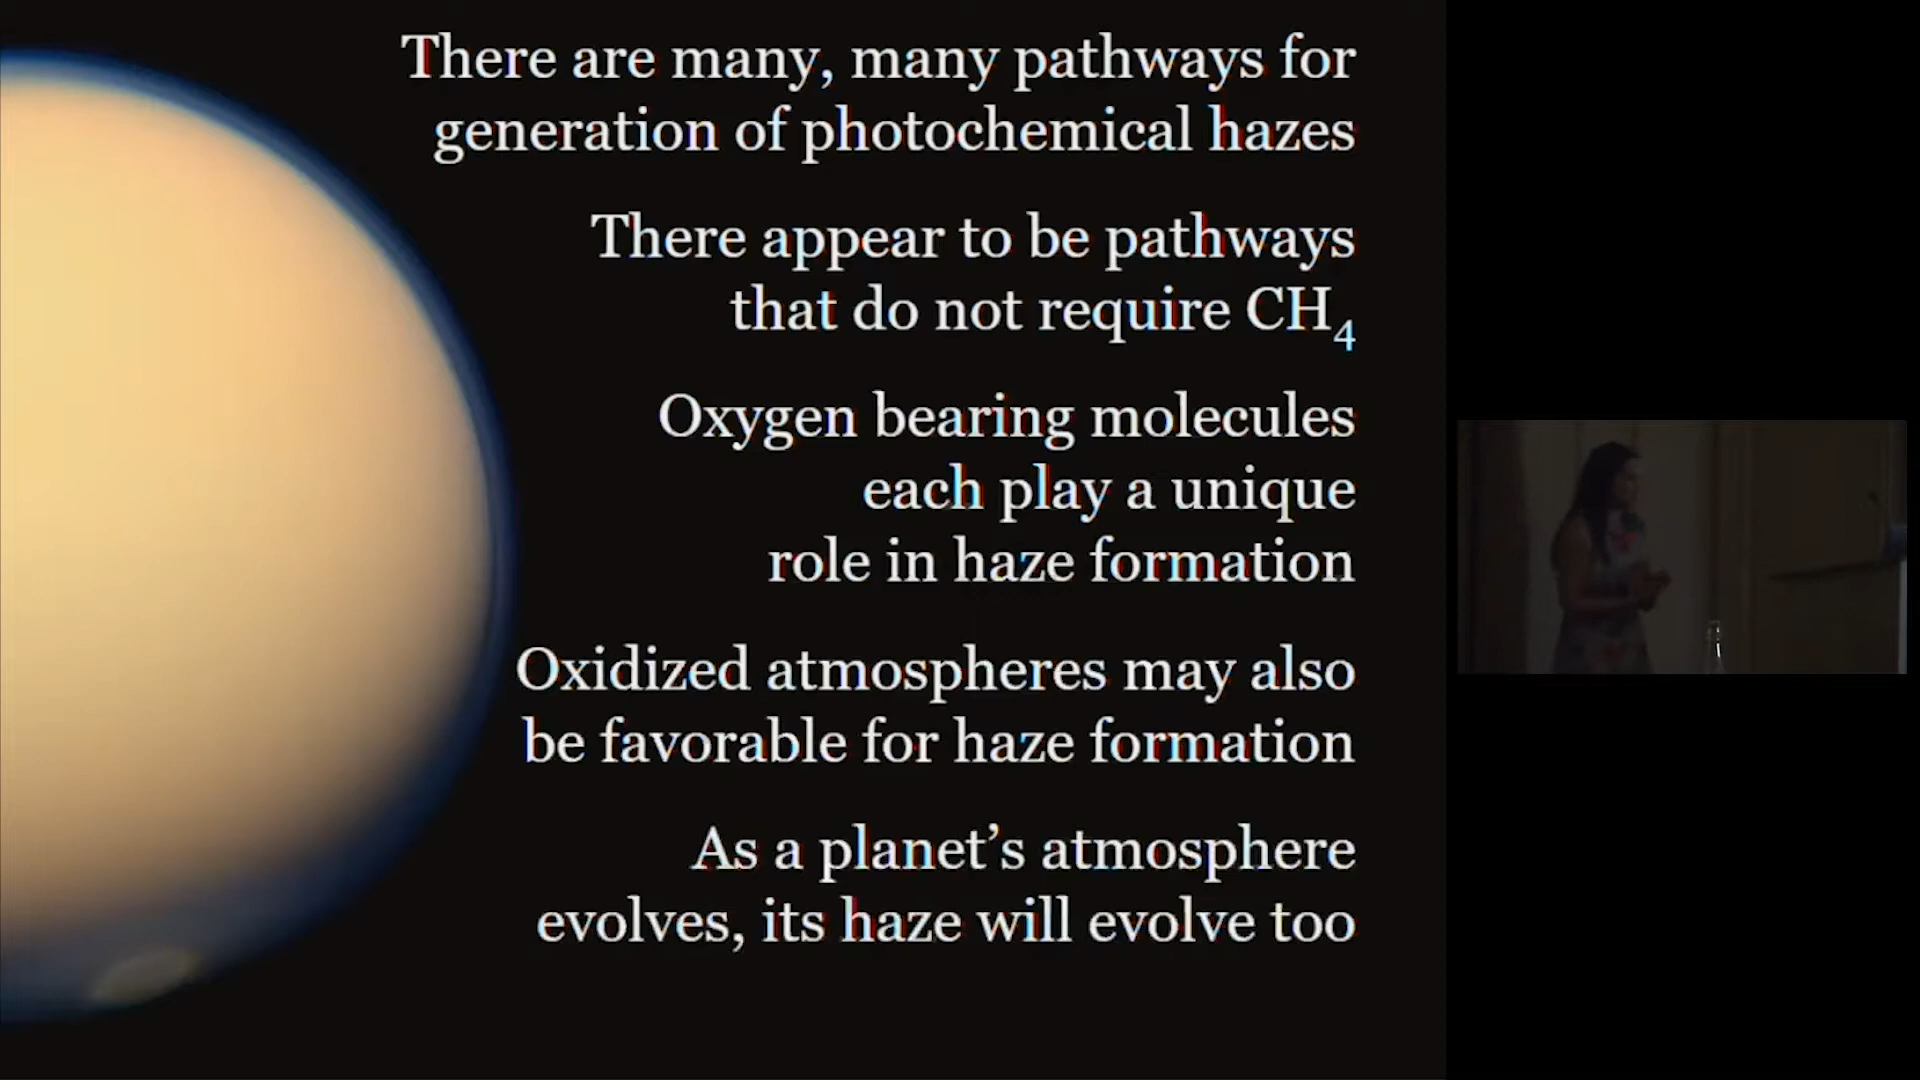 There are many, many pathways for
generation of photochemical hazes
There appear to be pathways
that do not require CH₄
Oxygen bearing molecules
each play a unique
role in haze formation
Oxidized atmospheres may also
be favorable for haze formation
As a planet’s atmosphere
evolves, its haze will evolve too